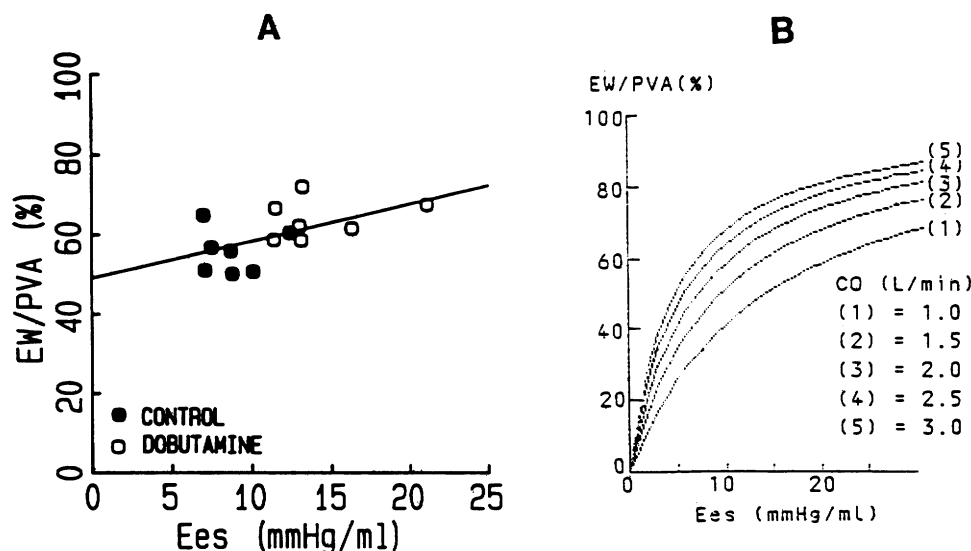 A
EW/PVA (%)
100
80
60
40
20
0
CONTROL
DOBUTAMINE
0 5 10 15 20 25
Ees (mmHg/ml)
B
EW/PVA(%)
100
80
60
40
20
0
(5)
(4)
(3)
(2)
(1)
CO (L/min)
(1) = 1.0
(2) = 1.5
(3) = 2.0
(4) = 2.5
(5) = 3.0
0 10 20
Ees (mmHg/ml)